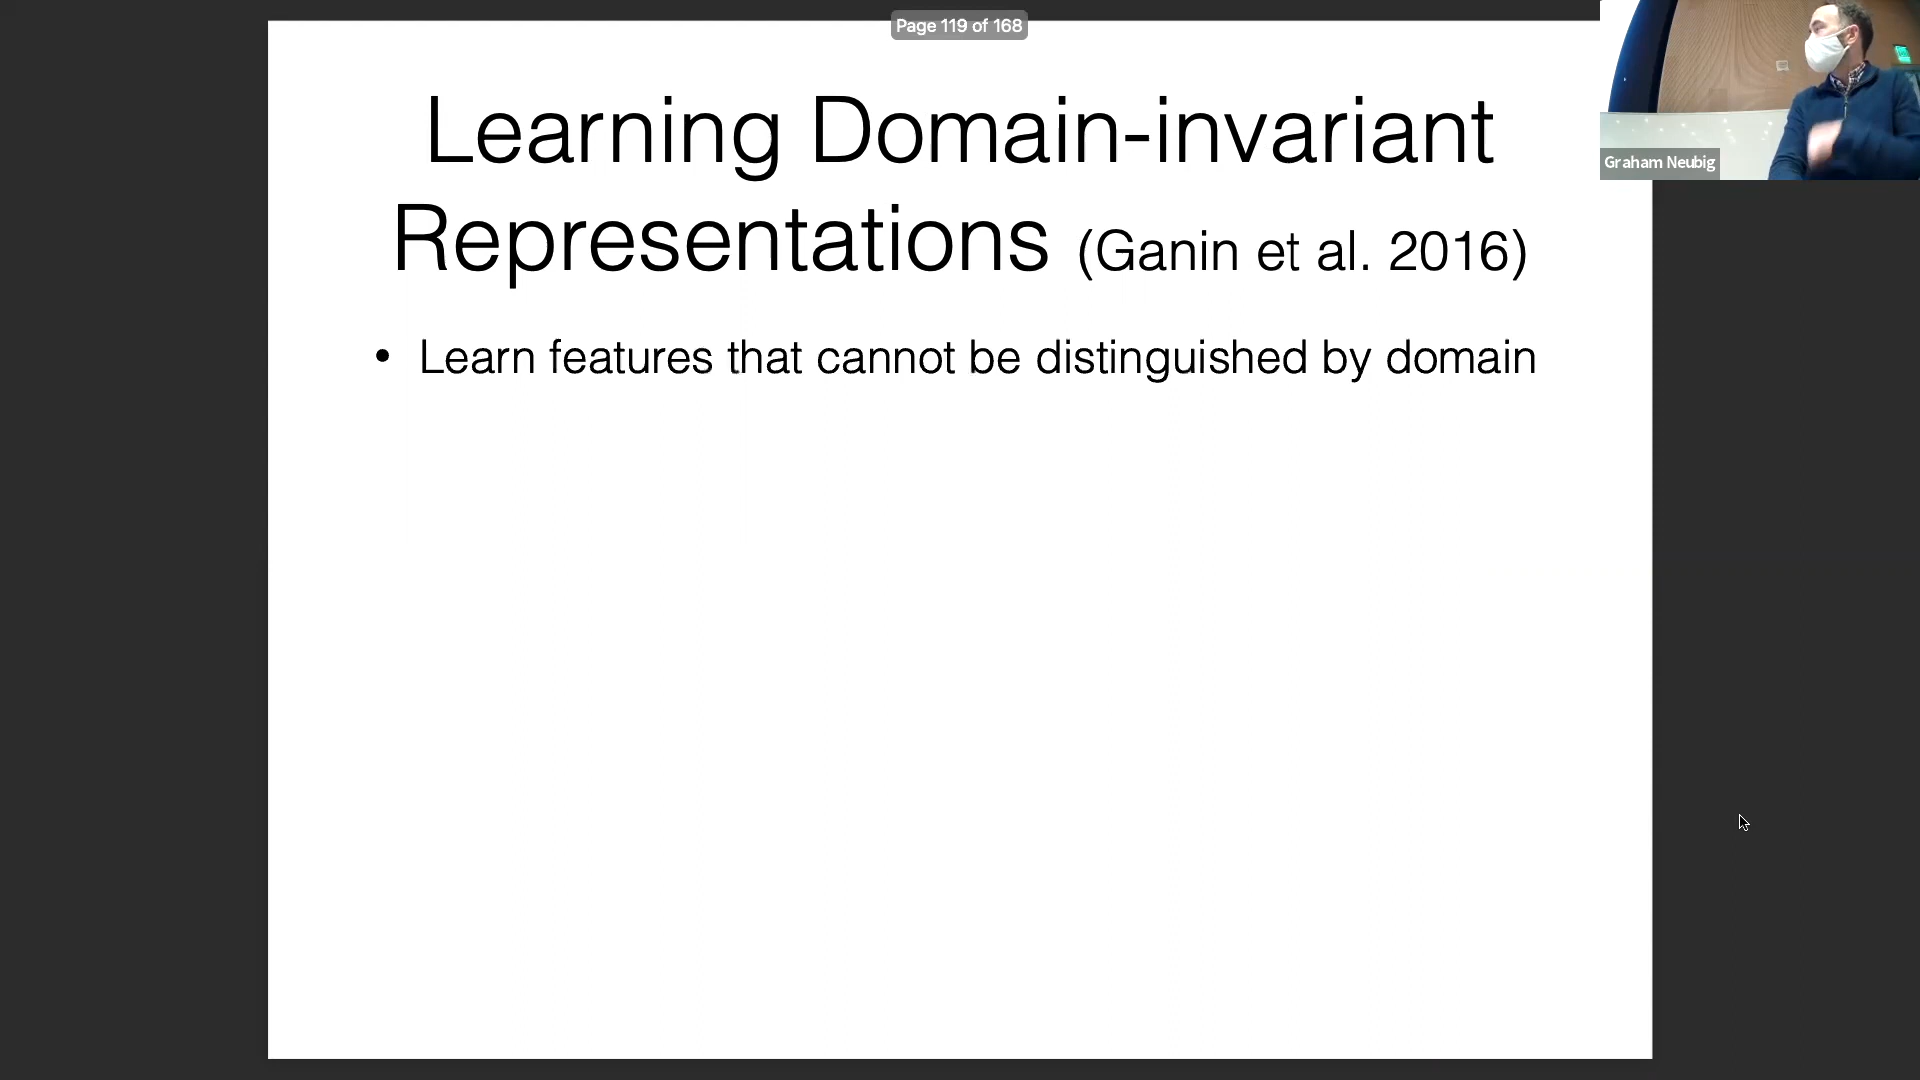 Page 119 of 168
Learning Domain-invariant
Representations (Ganin et al. 2016)
• Learn features that cannot be distinguished by domain
Graham Neubig